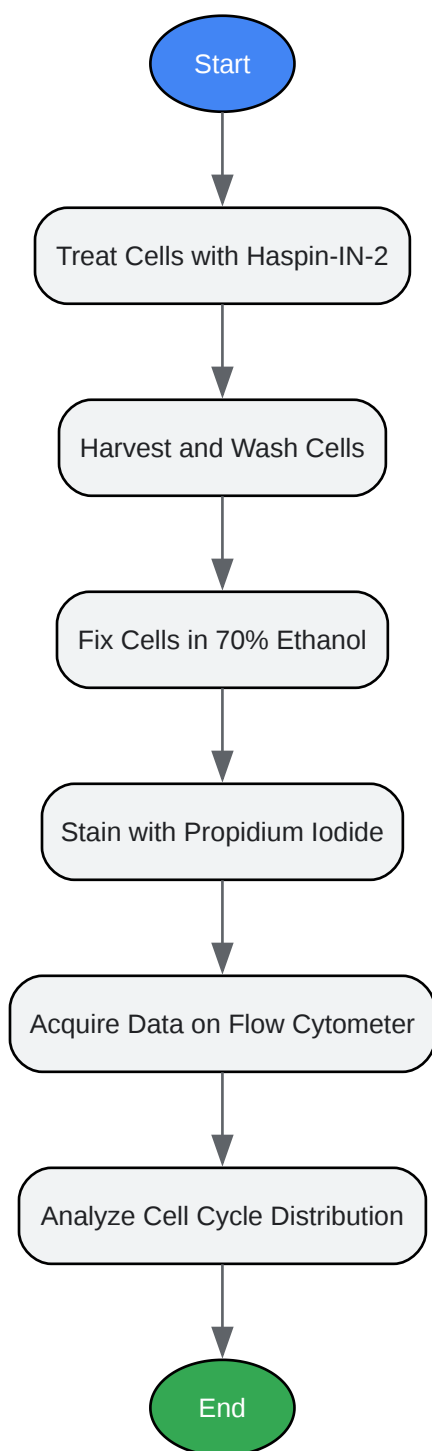 Start
Treat Cells with Haspin-IN-2
Harvest and Wash Cells
Fix Cells in 70% Ethanol
Stain with Propidium Iodide
Acquire Data on Flow Cytometer
Analyze Cell Cycle Distribution
End